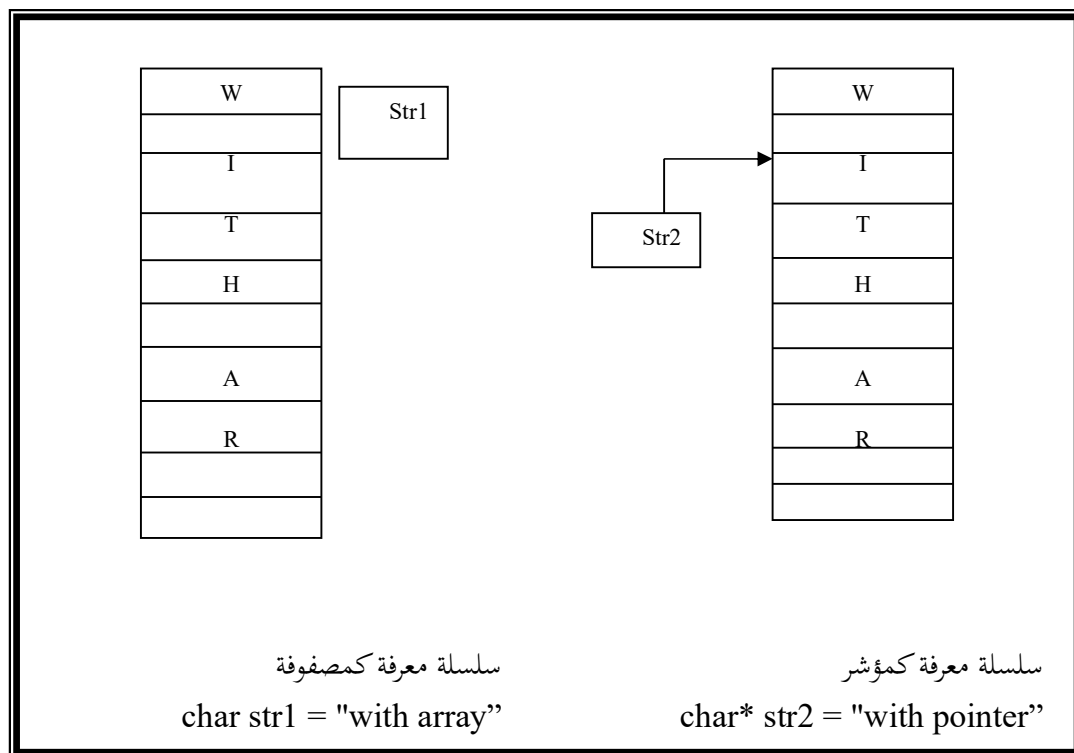 W
Str1
I
T
H
A
R
W
I
Str2
T
H
A
R
سلسلة معرفة كمصفوفة
char str1 = "with array”
سلسلة معرفة كمؤشر
char* str2 = "with pointer”